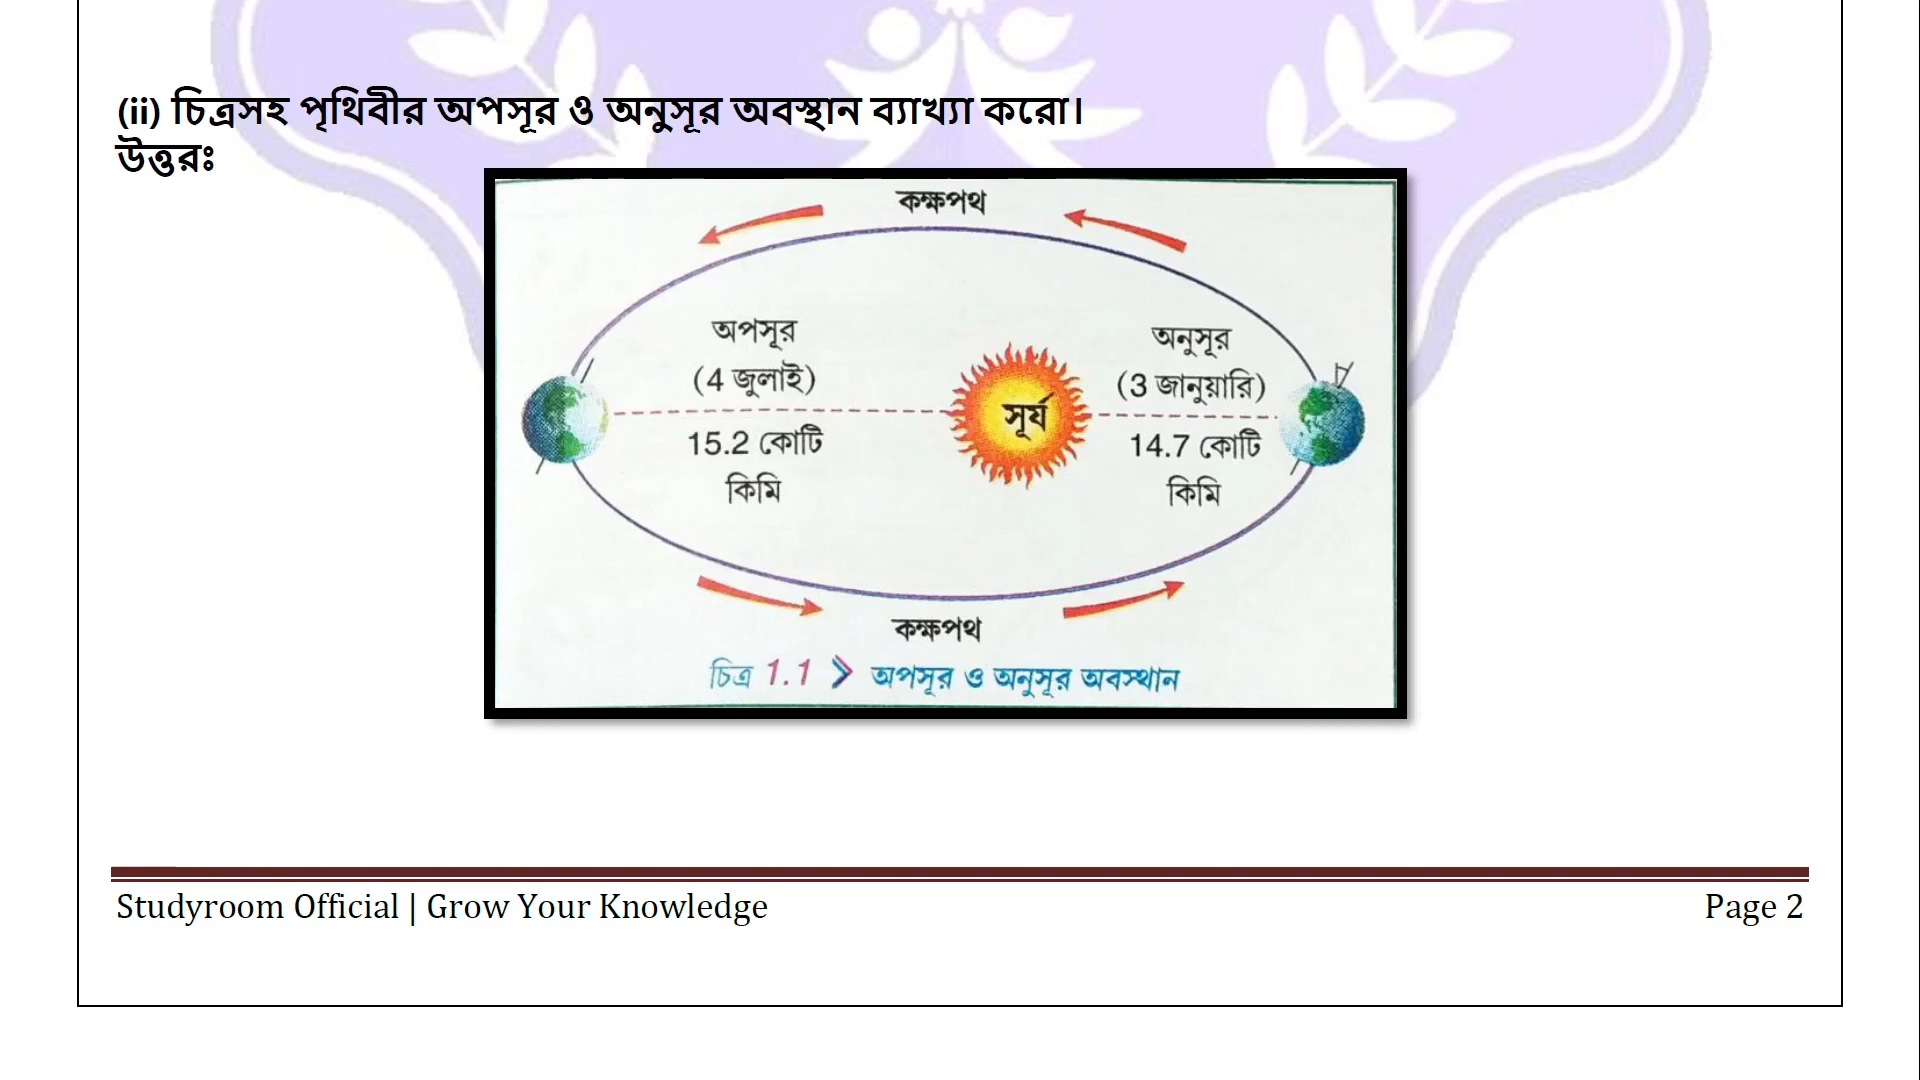 (ii) চিত্রসহ পৃথিবীর অপসূর ও অনুসূর অবস্থান ব্যাখ্যা করো।
উত্তরঃ
কক্ষপথ
অপসূর
(4 জুলাই)
15.2 কোটি
কিমি
সূর্য
অনুসূর
(3 জানুয়ারি)
14.7 কোটি
কিমি
কক্ষপথ
চিত্র 1.1 > অপসূর ও অনুসূর অবস্থান
Studyroom Official | Grow Your Knowledge
Page 2